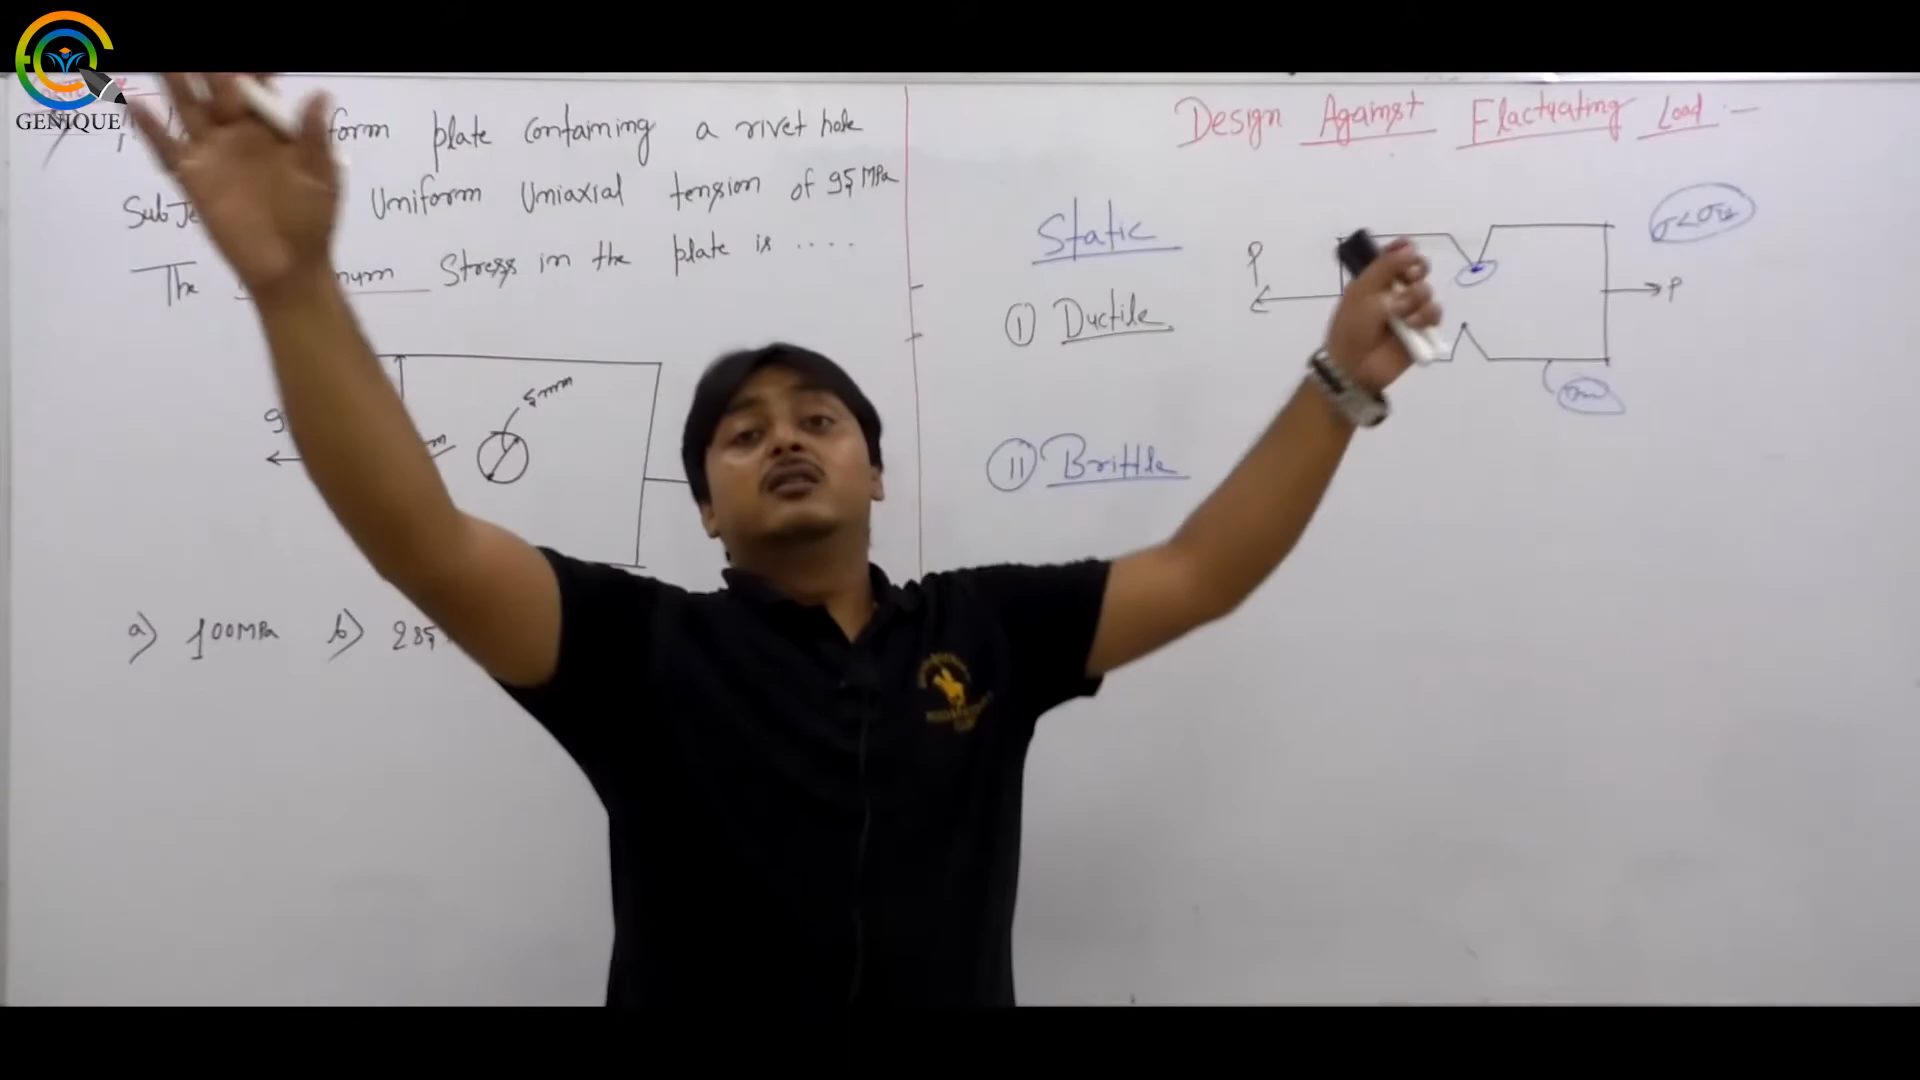 GENIQUE
form plate containing a rivet hole
Uniform Uniaxial tension of 95 MPa
The num Stress in the plate is ....
5mm
a) 100MPa b) 285
Design Against Flactuating Load :-
Static
I Ductile
II Brittle
P
P